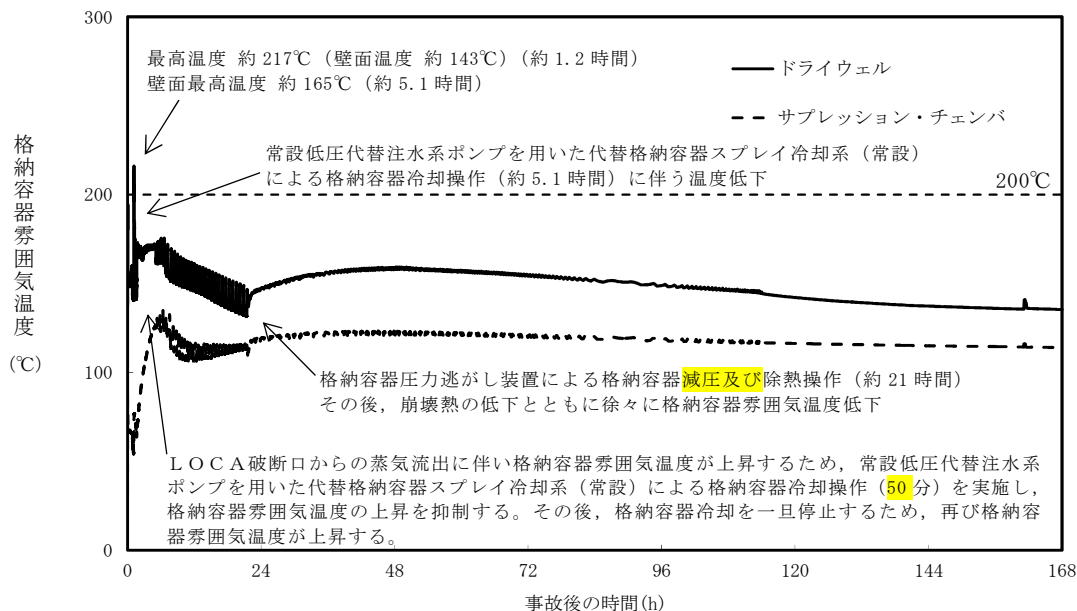 300
最高温度 約217℃（壁面温度 約143℃）（約1.2時間）
壁面最高温度 約165℃（約5.1時間）
ドライウェル
サプレッション・チェンバ
常設低圧代替注水系ポンプを用いた代替格納容器スプレイ冷却系（常設）
による格納容器冷却操作（約5.1時間）に伴う温度低下
200℃
200
格納容器雰囲気温度
(℃)
100
格納容器圧力逃がし装置による格納容器減圧及び除熱操作（約21時間）
その後，崩壊熱の低下とともに徐々に格納容器雰囲気温度低下
ＬＯＣＡ破断口からの蒸気流出に伴い格納容器雰囲気温度が上昇するため，常設低圧代替注水系
ポンプを用いた代替格納容器スプレイ冷却系（常設）による格納容器冷却操作（50分）を実施し，
格納容器雰囲気温度の上昇を抑制する。その後，格納容器冷却を一旦停止するため，再び格納容
器雰囲気温度が上昇する。
0
0 24 48 72 96 120 144 168
事故後の時間(h)